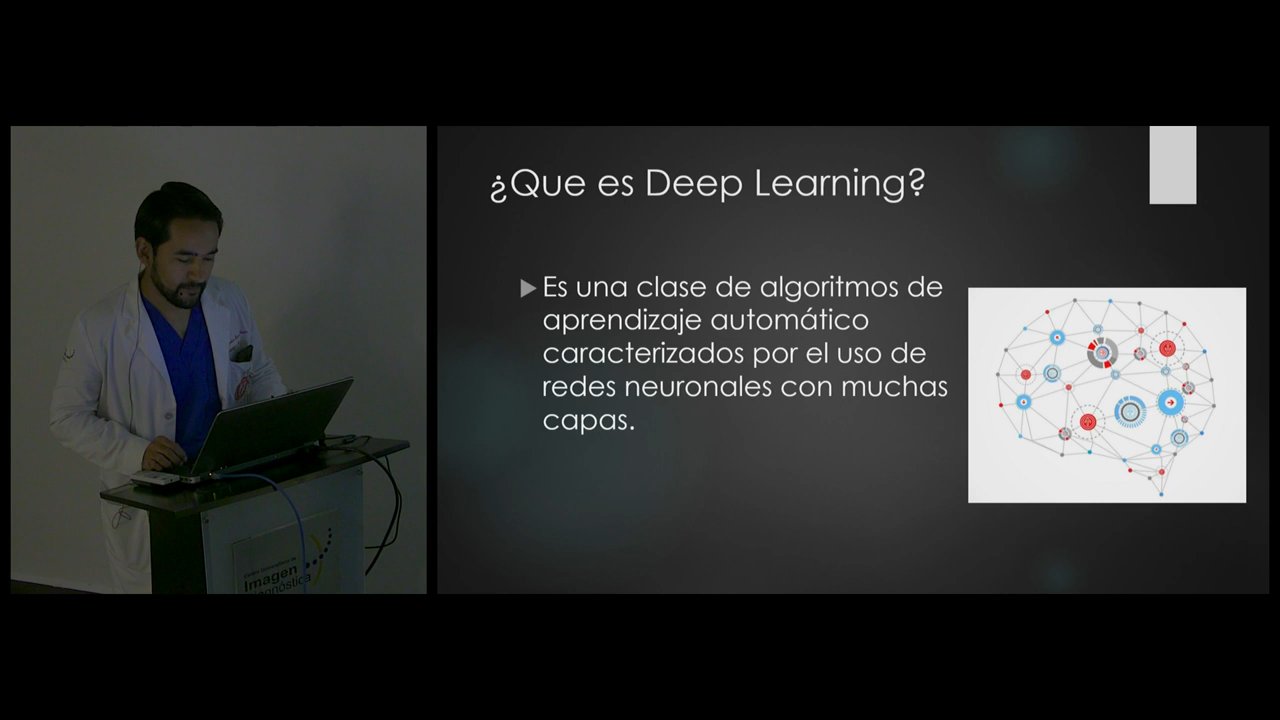 ¿Que es Deep Learning?
Es una clase de algoritmos de
aprendizaje automático
caracterizados por el uso de
redes neuronales con muchas
capas.
Imagen